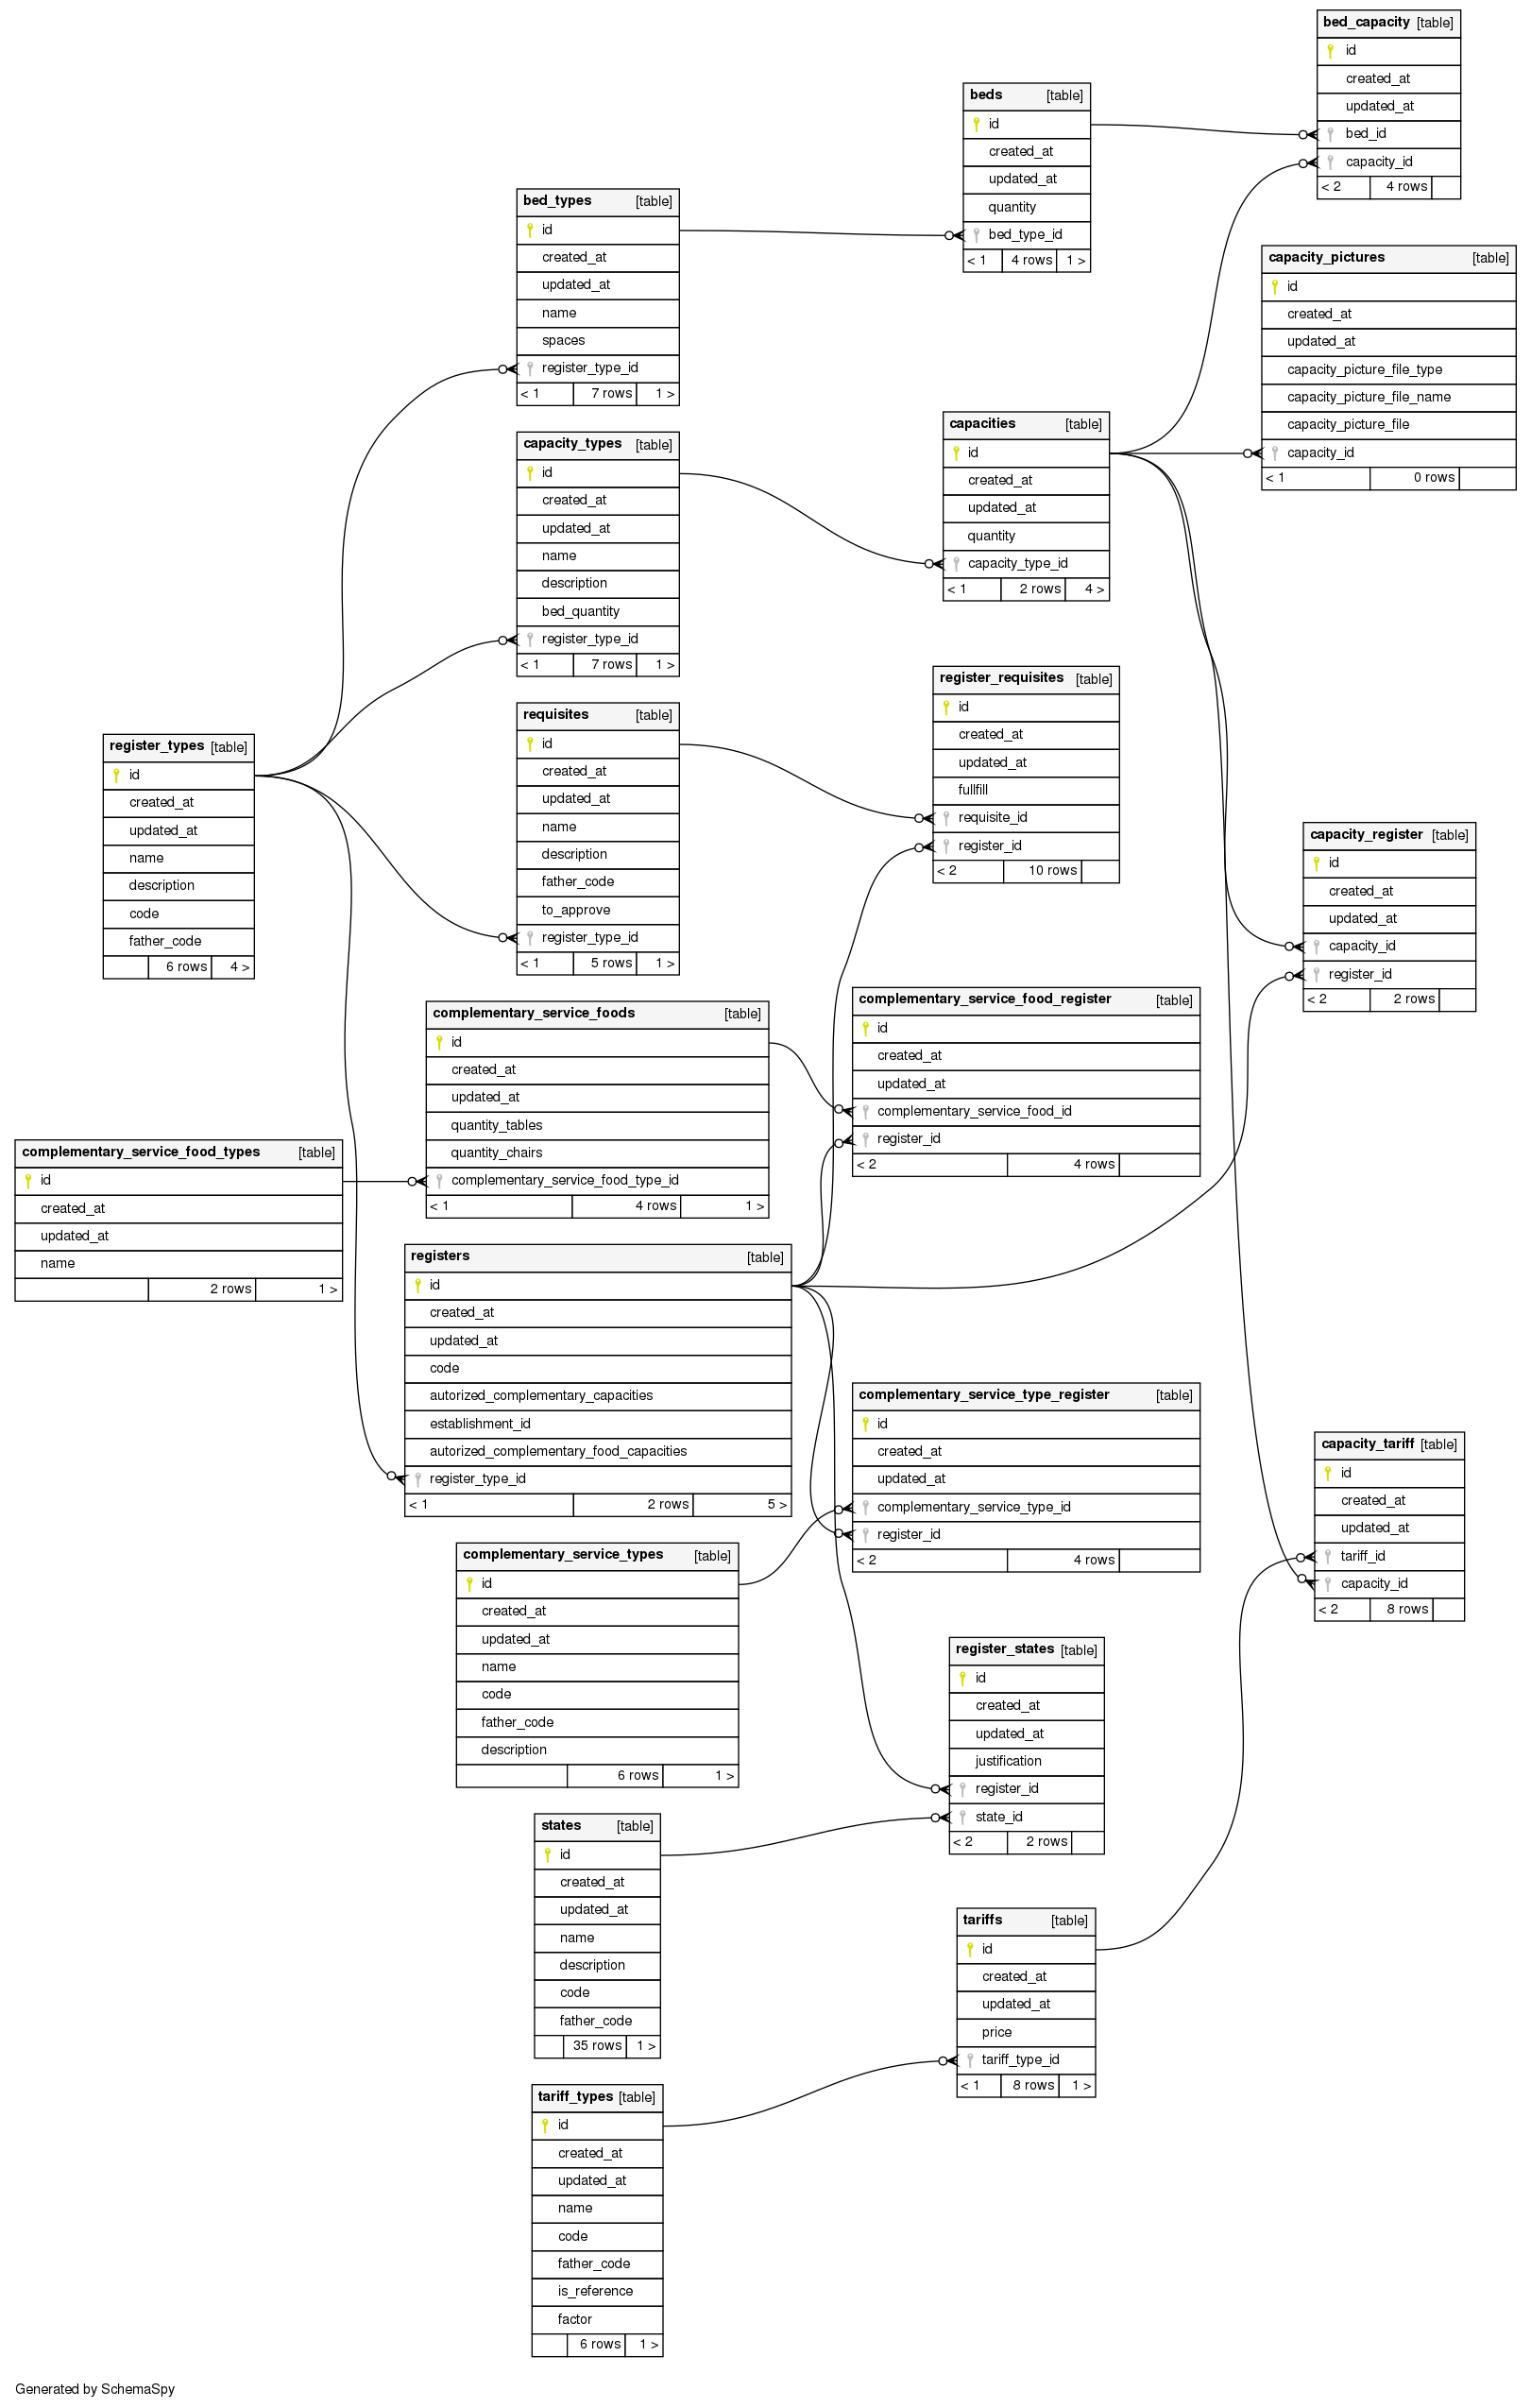 bed_capacity [table]
id
created_at
updated_at
bed_id
capacity_id
< 2 4 rows
beds [table]
id
created_at
updated_at
quantity
bed_type_id
< 1 4 rows 1 >
bed_types [table]
id
created_at
updated_at
name
spaces
register_type_id
< 1 7 rows 1 >
capacity_pictures [table]
id
created_at
updated_at
capacity_picture_file_type
capacity_picture_file_name
capacity_picture_file
capacity_id
< 1 0 rows
capacities [table]
id
created_at
updated_at
quantity
capacity_type_id
< 1 2 rows 4 >
capacity_types [table]
id
created_at
updated_at
name
description
bed_quantity
register_type_id
< 1 7 rows 1 >
register_requisites [table]
id
created_at
updated_at
fullfill
requisite_id
register_id
< 2 10 rows
requisites [table]
id
created_at
updated_at
name
description
father_code
to_approve
register_type_id
< 1 5 rows 1 >
register_types [table]
id
created_at
updated_at
name
description
code
father_code
6 rows 4 >
capacity_register [table]
id
created_at
updated_at
capacity_id
register_id
< 2 2 rows
complementary_service_food_register [table]
id
created_at
updated_at
complementary_service_food_id
register_id
< 2 4 rows
complementary_service_foods [table]
id
created_at
updated_at
quantity_tables
quantity_chairs
complementary_service_food_type_id
< 1 4 rows 1 >
complementary_service_food_types [table]
id
created_at
updated_at
name
2 rows 1 >
registers [table]
id
created_at
updated_at
code
autorized_complementary_capacities
establishment_id
autorized_complementary_food_capacities
register_type_id
< 1 2 rows 5 >
complementary_service_type_register [table]
id
created_at
updated_at
complementary_service_type_id
register_id
< 2 4 rows
capacity_tariff [table]
id
created_at
updated_at
tariff_id
capacity_id
< 2 8 rows
complementary_service_types [table]
id
created_at
updated_at
name
code
father_code
description
6 rows 1 >
register_states [table]
id
created_at
updated_at
justification
register_id
state_id
< 2 2 rows
states [table]
id
created_at
updated_at
name
description
code
father_code
35 rows 1 >
tariffs [table]
id
created_at
updated_at
price
tariff_type_id
< 1 8 rows 1 >
tariff_types [table]
id
created_at
updated_at
name
code
father_code
is_reference
factor
6 rows 1 >
Generated by SchemaSpy